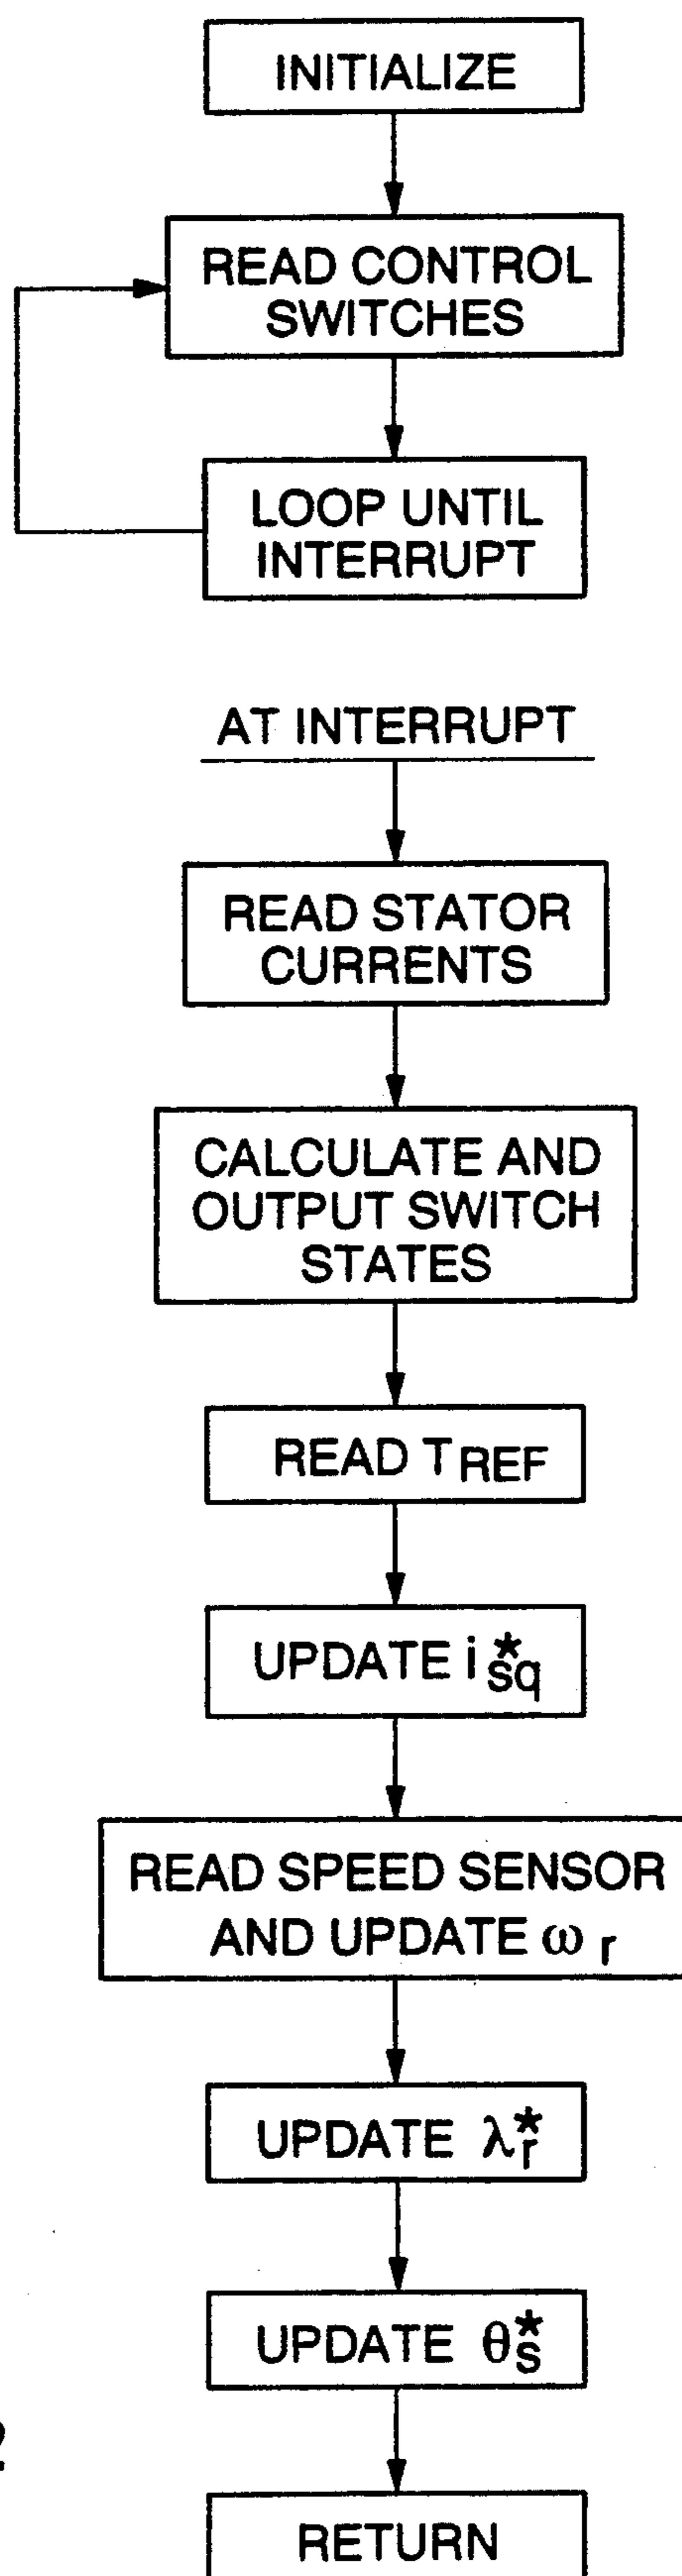 INITIALIZE
READ CONTROL
SWITCHES
LOOP UNTIL
INTERRUPT
AT INTERRUPT
READ STATOR
CURRENTS
CALCULATE AND
OUTPUT SWITCH
STATES
READ T REF
UPDATE i*sq
READ SPEED SENSOR
AND UPDATE ω r
UPDATE λ*r
UPDATE θ*s
RETURN